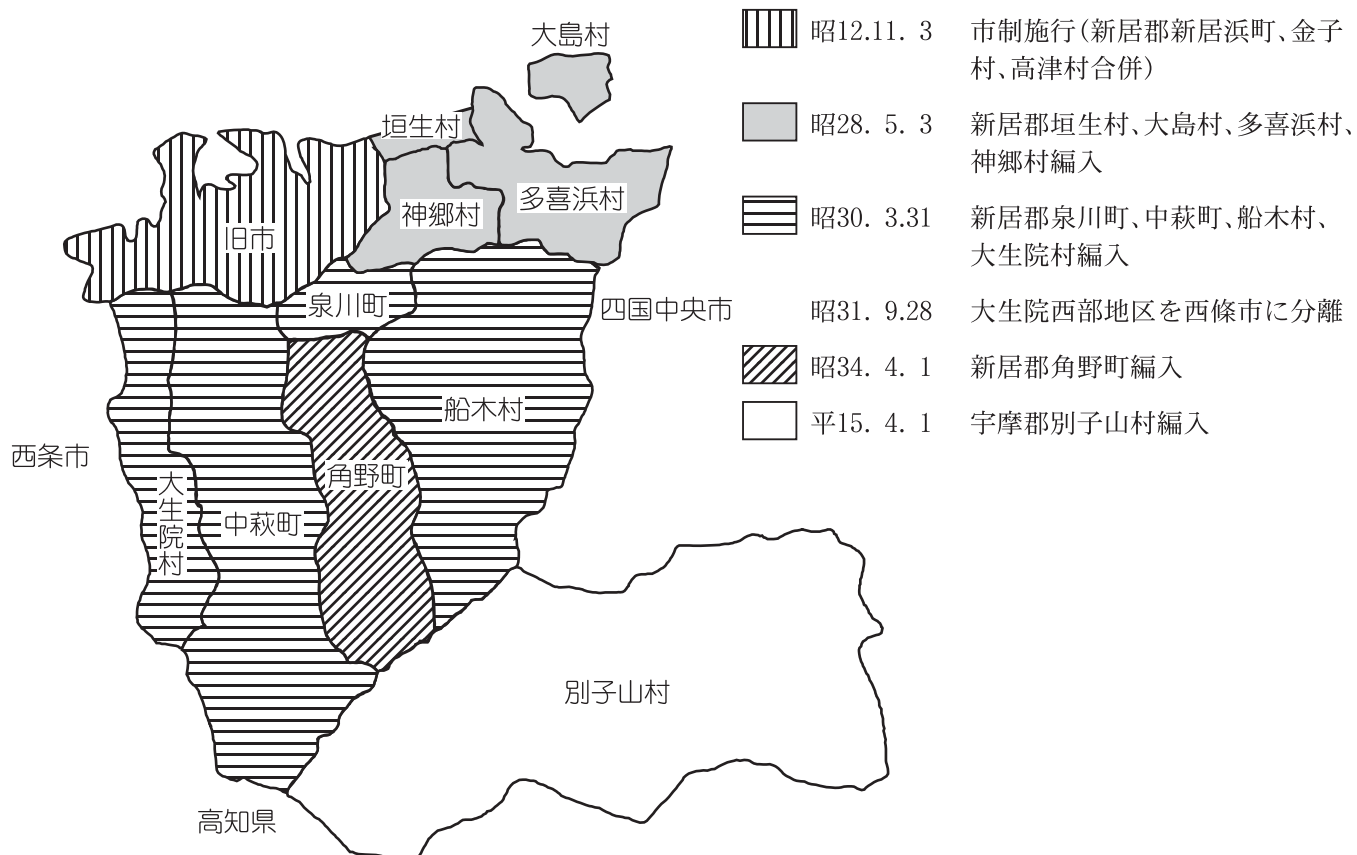 大島村
垣生村
神郷村
多喜浜村
旧市
泉川町
四国中央市
船木村
西条市
角野町
大生院村
中萩町
別子山村
高知県
昭12.11. 3 市制施行(新居郡新居浜町、金子
村、高津村合併)
昭28. 5. 3 新居郡垣生村、大島村、多喜浜村、
神郷村編入
昭30. 3.31 新居郡泉川町、中萩町、船木村、
大生院村編入
昭31. 9.28 大生院西部地区を西條市に分離
昭34. 4. 1 新居郡角野町編入
平15. 4. 1 宇摩郡別子山村編入